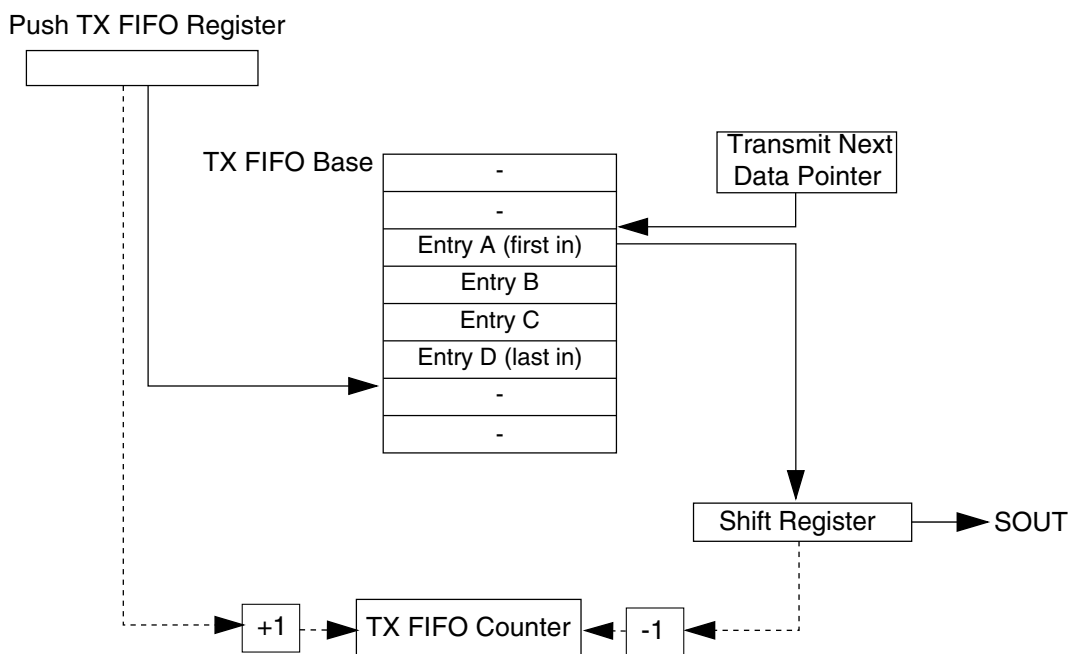 Push TX FIFO Register
TX FIFO Base
-
-
Entry A (first in)
Entry B
Entry C
Entry D (last in)
-
-
Transmit Next
Data Pointer
Shift Register
SOUT
+1
TX FIFO Counter
-1